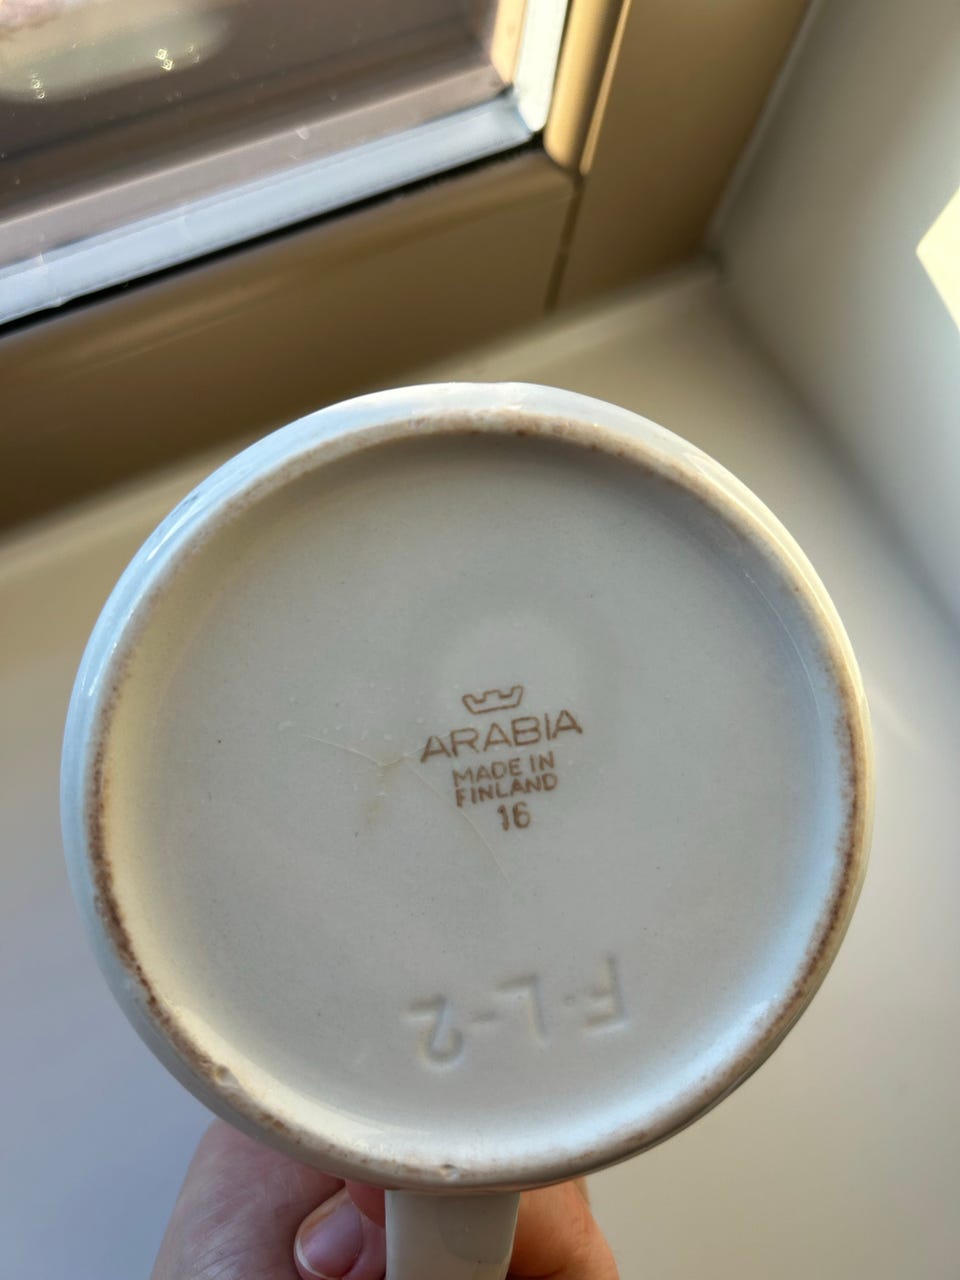 ARABIA
MADE IN
FINLAND
16
F·L-2